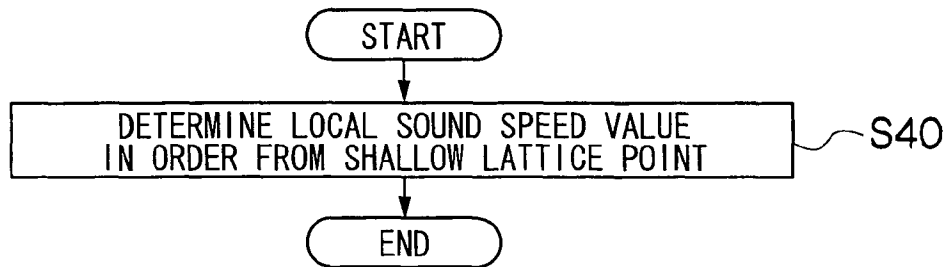 START
DETERMINE LOCAL SOUND SPEED VALUE
IN ORDER FROM SHALLOW LATTICE POINT
S40
END